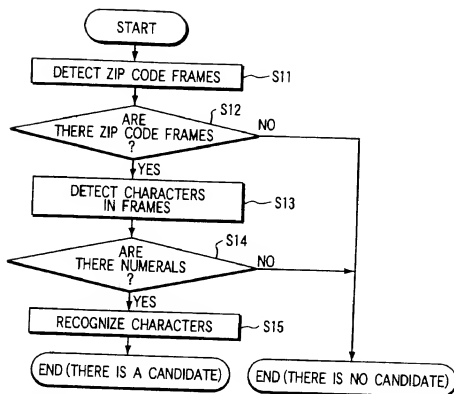 START
DETECT ZIP CODE FRAMES
S11
ARE
THERE ZIP CODE FRAMES
?
S12
NO
YES
DETECT CHARACTERS
IN FRAMES
S13
ARE
THERE NUMERALS
?
S14
NO
YES
RECOGNIZE CHARACTERS
S15
END (THERE IS A CANDIDATE)
END (THERE IS NO CANDIDATE)